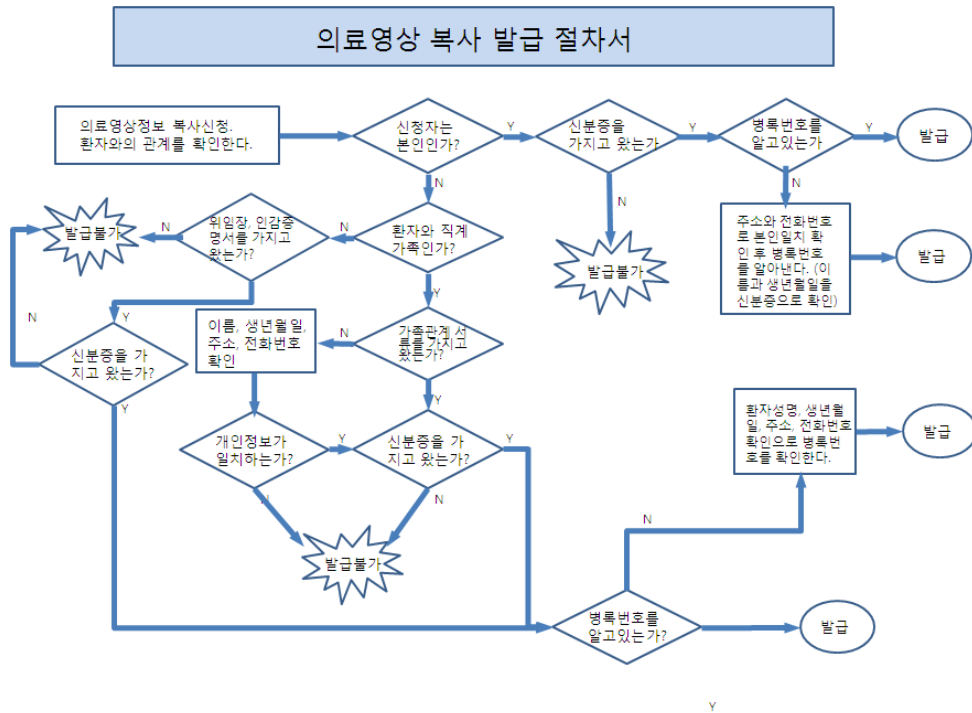 의료영상 복사 발급 절차서
의료영상정보 복사신청.
환자와의 관계를 확인한다.
신청자는
본인인가?
Y
신분증을
가지고 왔는가
Y
병록번호를
알고있는가
Y
발급
N
N
N
주소와 전화번호
로 본인일치 확
인 후 병록번호
를 알아낸다. (이
름과 생년월일을
신분증으로 확인)
발급
발급불가
환자와 직계
가족인가?
N
위임장, 인감증
명서를 가지고
왔는가?
N
발급불가
Y
Y
N
신분증을 가
지고 왔는가?
Y
가족관계 서
류를 가지고
왔는가?
N
이름, 생년월일,
주소, 전화번호
확인
Y
개인정보가
일치하는가?
Y
신분증을 가
지고 왔는가?
Y
N
N
발급불가
환자성명, 생년월
일, 주소, 전화번호
확인으로 병록번
호를 확인한다.
발급
N
병록번호를
알고있는가?
발급
Y